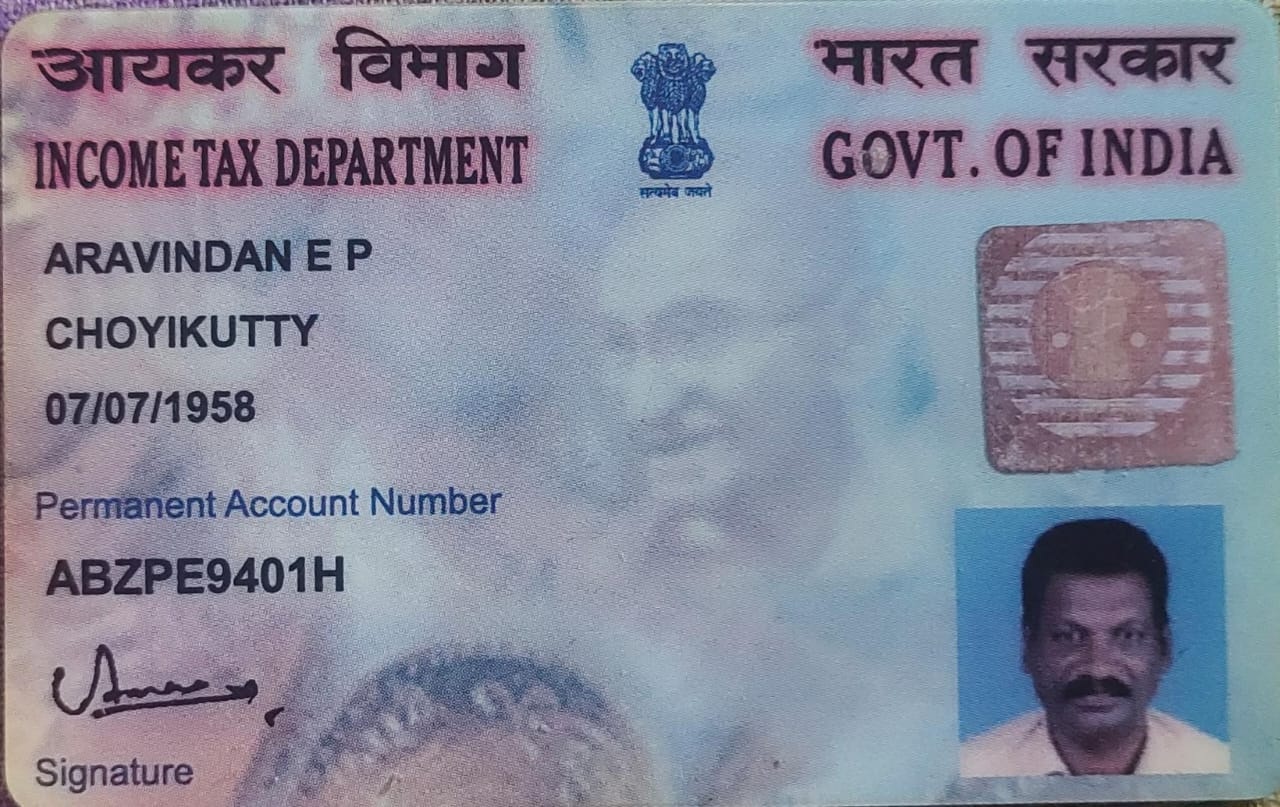 आयकर विभाग
भारत सरकार
INCOME TAX DEPARTMENT
GOVT. OF INDIA
सत्यमेव जयते
ARAVINDAN E P
CHOYIKUTTY
07/07/1958
Permanent Account Number
ABZPE9401H
Signature